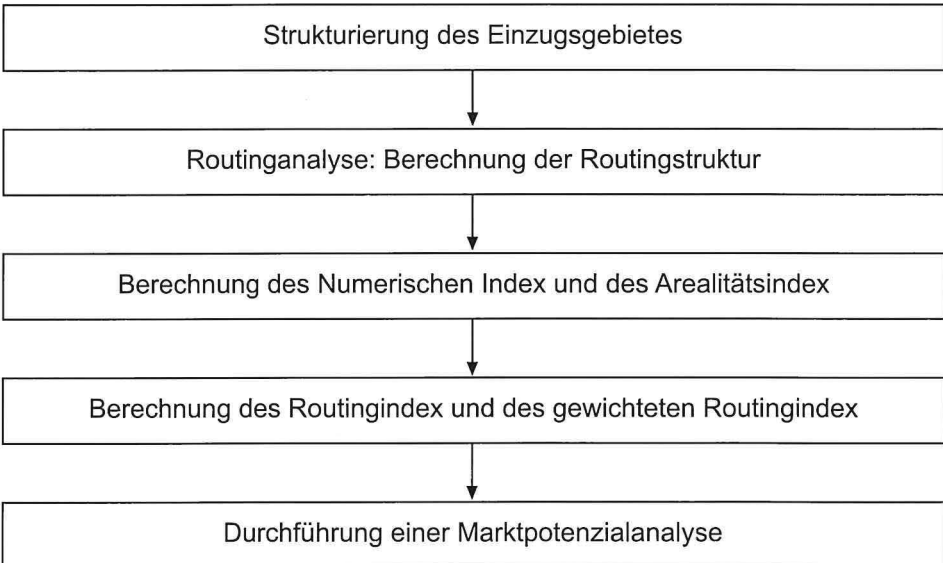 Strukturierung des Einzugsgebietes
Routinganalyse: Berechnung der Routingstruktur
Berechnung des Numerischen Index und des Arealitätsindex
Berechnung des Routingindex und des gewichteten Routingindex
Durchführung einer Marktpotenzialanalyse